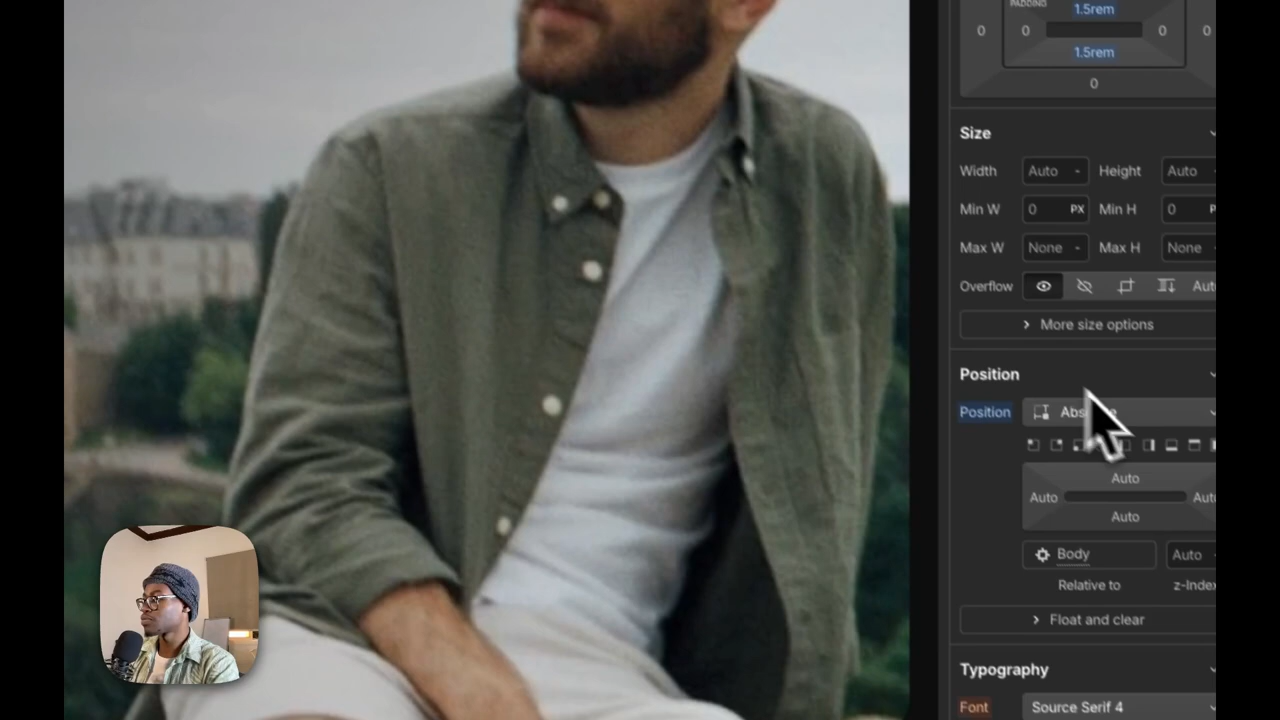 PADDING
1.5rem
0 0 0 0
1.5rem
0
Size
Width Auto Height Auto
Min W 0 PX Min H 0
Max W None Max H None
Overflow
More size options
Position
Position
Auto
Auto
Auto
Body Auto
Relative to
Float and clear
Typography
Font Source Serif 4